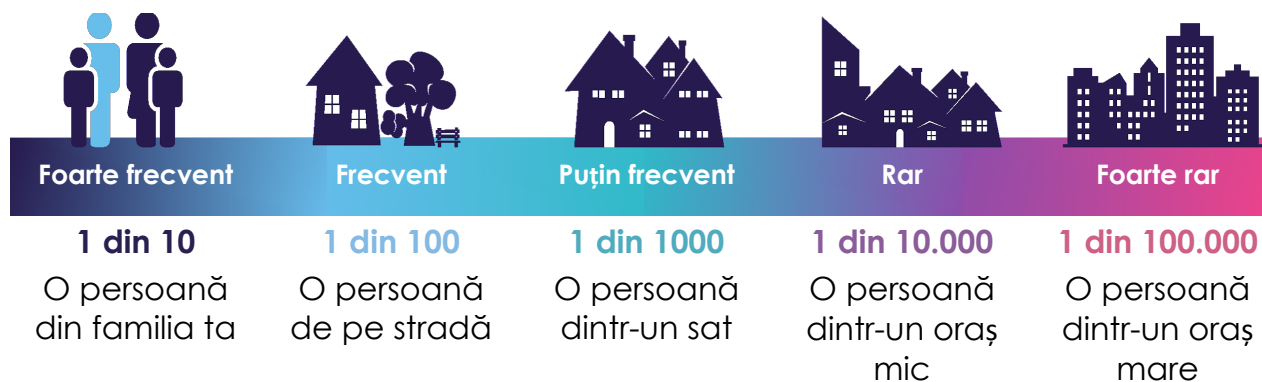 Foarte frecvent
Frecvent
Puțin frecvent
Rar
Foarte rar
1 din 10
1 din 100
1 din 1000
1 din 10.000
1 din 100.000
O persoană
din familia ta
O persoană
de pe stradă
O persoană
dintr-un sat
O persoană
dintr-un oraș
mic
O persoană
dintr-un oraș
mare